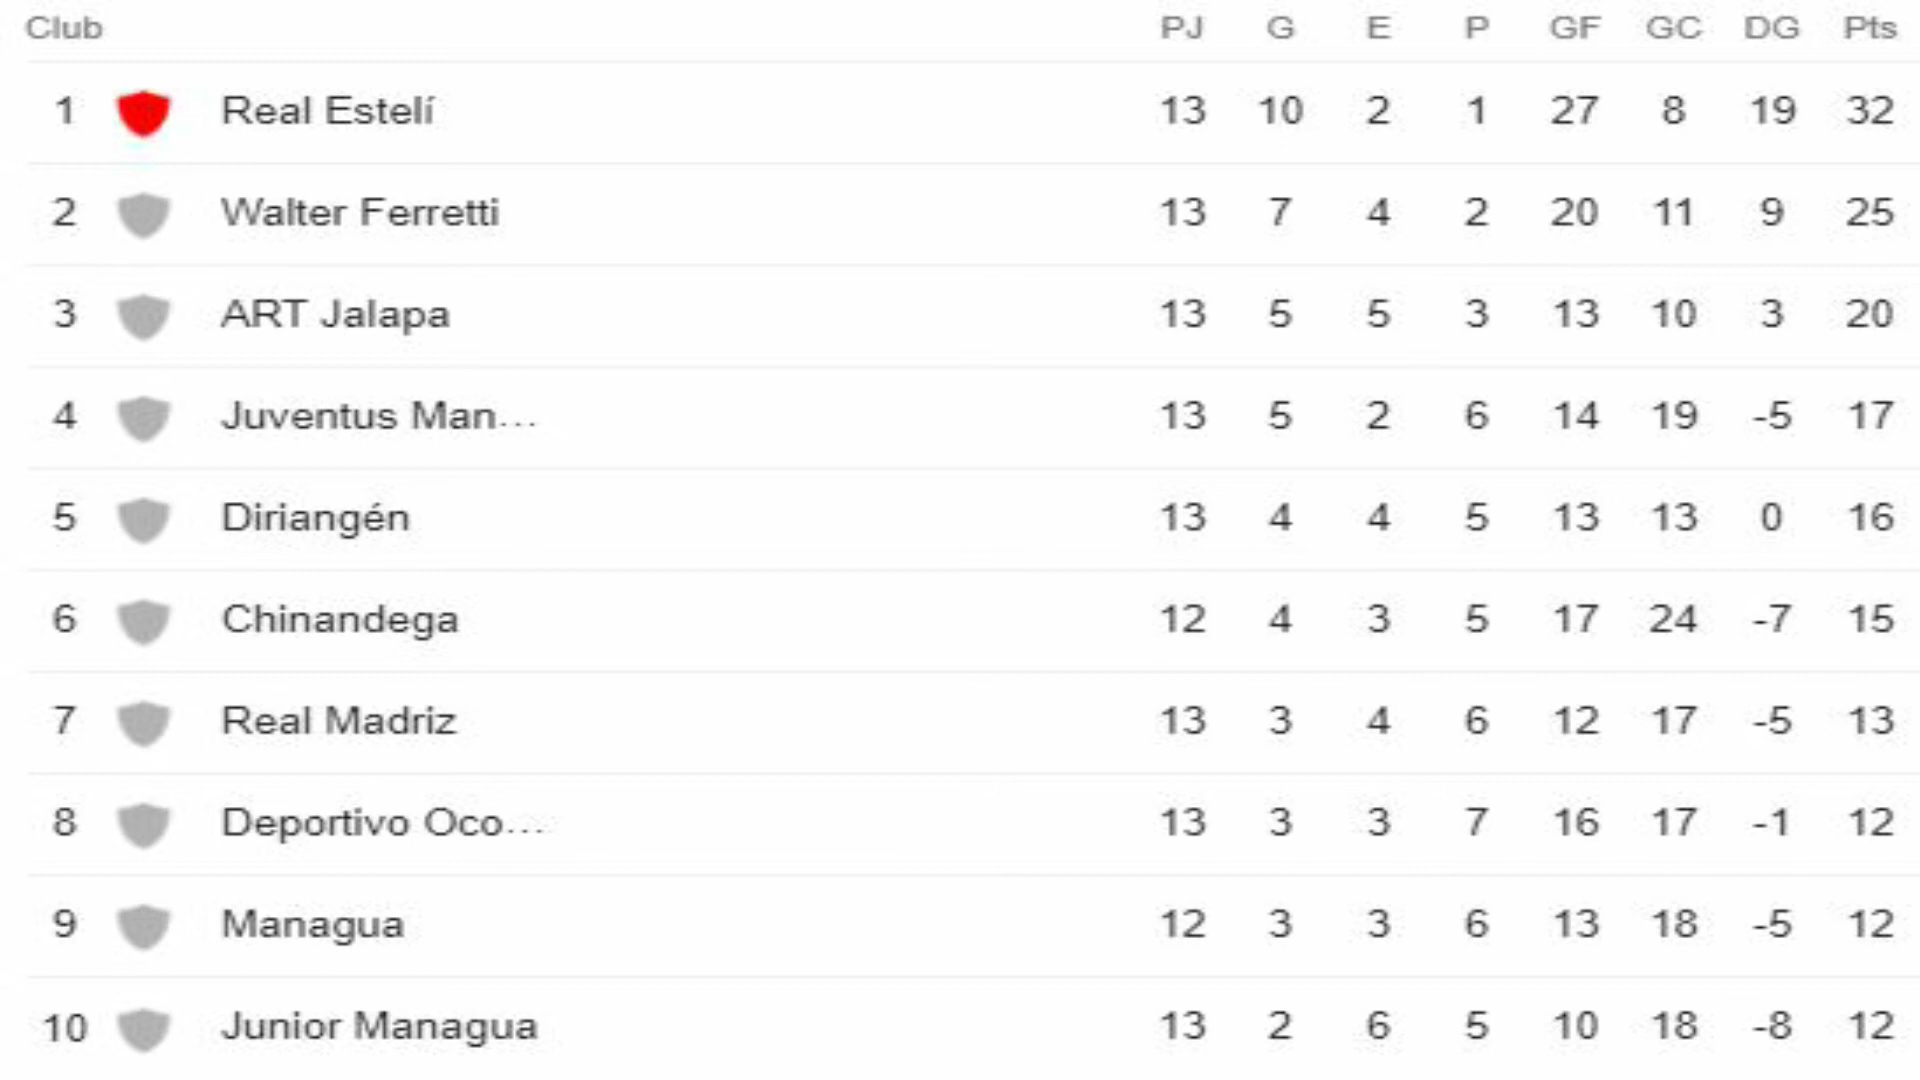 Club PJ G E P GF GC DG Pts
1 Real Estelí 13 10 2 1 27 8 19 32
2 Walter Ferretti 13 7 4 2 20 11 9 25
3 ART Jalapa 13 5 5 3 13 10 3 20
4 Juventus Man... 13 5 2 6 14 19 -5 17
5 Diriangén 13 4 4 5 13 13 0 16
6 Chinandega 12 4 3 5 17 24 -7 15
7 Real Madriz 13 3 4 6 12 17 -5 13
8 Deportivo Oco... 13 3 3 7 16 17 -1 12
9 Managua 12 3 3 6 13 18 -5 12
10 Junior Managua 13 2 6 5 10 18 -8 12